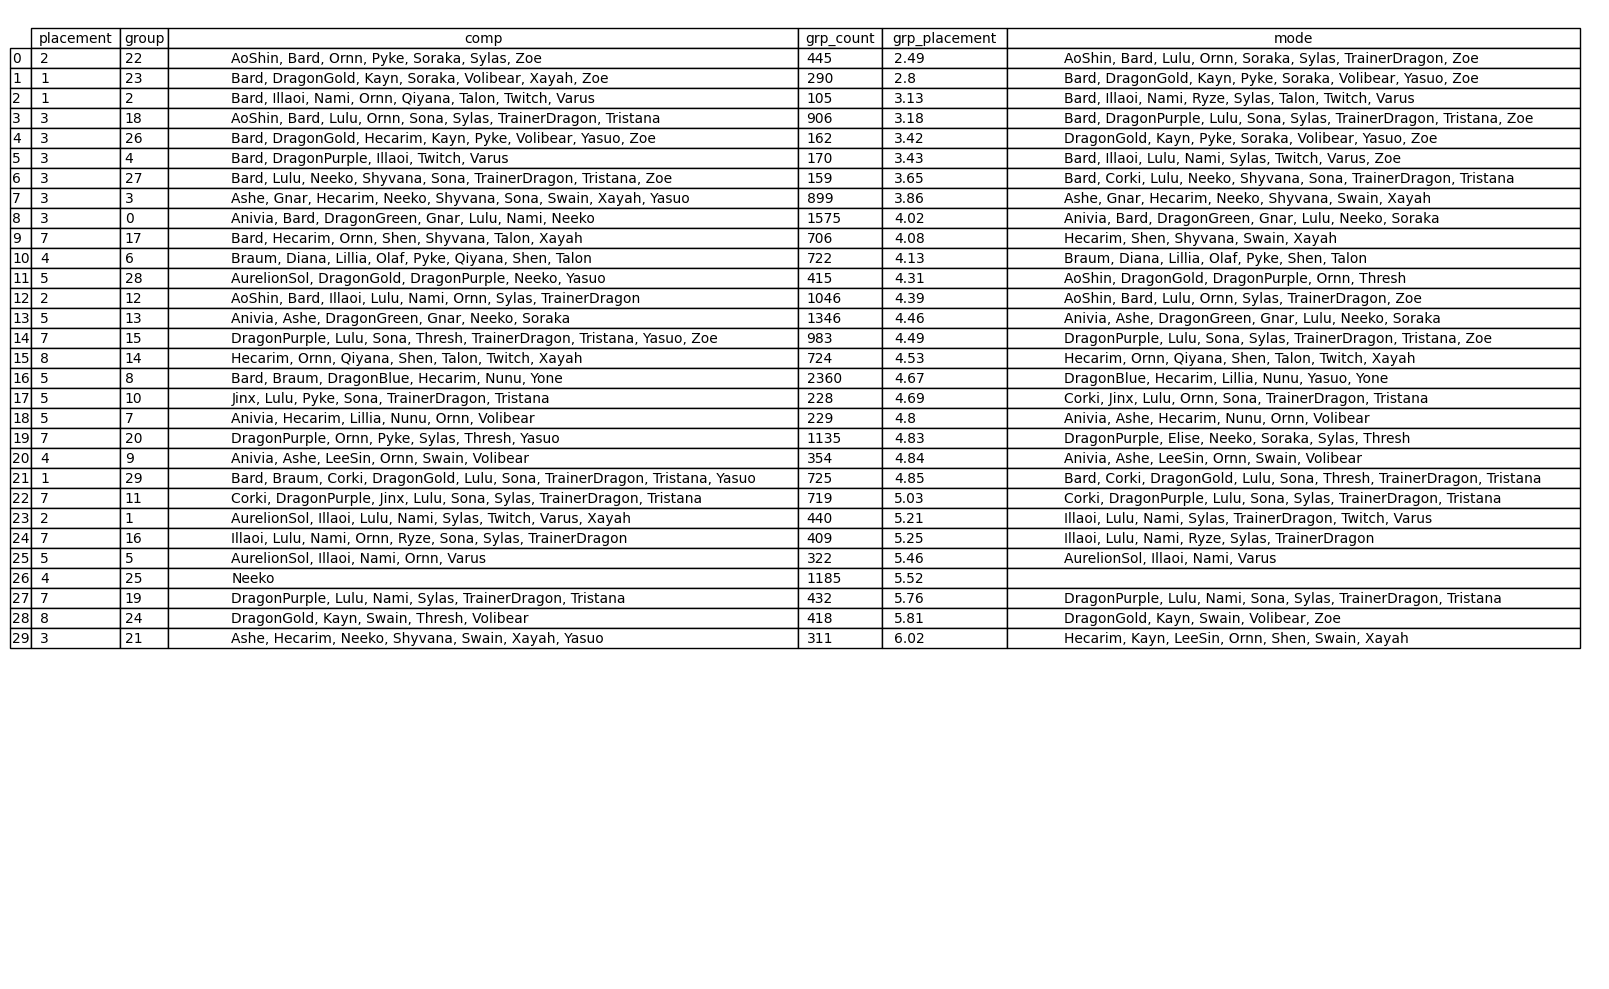 placement group comp grp_count grp_placement mode
0 2 22 AoShin, Bard, Ornn, Pyke, Soraka, Sylas, Zoe 445 2.49 AoShin, Bard, Lulu, Ornn, Soraka, Sylas, TrainerDragon, Zoe
1 1 23 Bard, DragonGold, Kayn, Soraka, Volibear, Xayah, Zoe 290 2.8 Bard, DragonGold, Kayn, Pyke, Soraka, Volibear, Yasuo, Zoe
2 1 2 Bard, Illaoi, Nami, Ornn, Qiyana, Talon, Twitch, Varus 105 3.13 Bard, Illaoi, Nami, Ryze, Sylas, Talon, Twitch, Varus
3 3 18 AoShin, Bard, Lulu, Ornn, Sona, Sylas, TrainerDragon, Tristana 906 3.18 Bard, DragonPurple, Lulu, Sona, Sylas, TrainerDragon, Tristana, Zoe
4 3 26 Bard, DragonGold, Hecarim, Kayn, Pyke, Volibear, Yasuo, Zoe 162 3.42 DragonGold, Kayn, Pyke, Soraka, Volibear, Yasuo, Zoe
5 3 4 Bard, DragonPurple, Illaoi, Twitch, Varus 170 3.43 Bard, Illaoi, Lulu, Nami, Sylas, Twitch, Varus, Zoe
6 3 27 Bard, Lulu, Neeko, Shyvana, Sona, TrainerDragon, Tristana, Zoe 159 3.65 Bard, Corki, Lulu, Neeko, Shyvana, Sona, TrainerDragon, Tristana
7 3 3 Ashe, Gnar, Hecarim, Neeko, Shyvana, Sona, Swain, Xayah, Yasuo 899 3.86 Ashe, Gnar, Hecarim, Neeko, Shyvana, Swain, Xayah
8 3 0 Anivia, Bard, DragonGreen, Gnar, Lulu, Nami, Neeko 1575 4.02 Anivia, Bard, DragonGreen, Gnar, Lulu, Neeko, Soraka
9 7 17 Bard, Hecarim, Ornn, Shen, Shyvana, Talon, Xayah 706 4.08 Hecarim, Shen, Shyvana, Swain, Xayah
10 4 6 Braum, Diana, Lillia, Olaf, Pyke, Qiyana, Shen, Talon 722 4.13 Braum, Diana, Lillia, Olaf, Pyke, Shen, Talon
11 5 28 AurelionSol, DragonGold, DragonPurple, Neeko, Yasuo 415 4.31 AoShin, DragonGold, DragonPurple, Ornn, Thresh
12 2 12 AoShin, Bard, Illaoi, Lulu, Nami, Ornn, Sylas, TrainerDragon 1046 4.39 AoShin, Bard, Lulu, Ornn, Sylas, TrainerDragon, Zoe
13 5 13 Anivia, Ashe, DragonGreen, Gnar, Neeko, Soraka 1346 4.46 Anivia, Ashe, DragonGreen, Gnar, Lulu, Neeko, Soraka
14 7 15 DragonPurple, Lulu, Sona, Thresh, TrainerDragon, Tristana, Yasuo, Zoe 983 4.49 DragonPurple, Lulu, Sona, Sylas, TrainerDragon, Tristana, Zoe
15 8 14 Hecarim, Ornn, Qiyana, Shen, Talon, Twitch, Xayah 724 4.53 Hecarim, Ornn, Qiyana, Shen, Talon, Twitch, Xayah
16 5 8 Bard, Braum, DragonBlue, Hecarim, Nunu, Yone 2360 4.67 DragonBlue, Hecarim, Lillia, Nunu, Yasuo, Yone
17 5 10 Jinx, Lulu, Pyke, Sona, TrainerDragon, Tristana 228 4.69 Corki, Jinx, Lulu, Ornn, Sona, TrainerDragon, Tristana
18 5 7 Anivia, Hecarim, Lillia, Nunu, Ornn, Volibear 229 4.8 Anivia, Ashe, Hecarim, Nunu, Ornn, Volibear
19 7 20 DragonPurple, Ornn, Pyke, Sylas, Thresh, Yasuo 1135 4.83 DragonPurple, Elise, Neeko, Soraka, Sylas, Thresh
20 4 9 Anivia, Ashe, LeeSin, Ornn, Swain, Volibear 354 4.84 Anivia, Ashe, LeeSin, Ornn, Swain, Volibear
21 1 29 Bard, Braum, Corki, DragonGold, Lulu, Sona, TrainerDragon, Tristana, Yasuo 725 4.85 Bard, Corki, DragonGold, Lulu, Sona, Thresh, TrainerDragon, Tristana
22 7 11 Corki, DragonPurple, Jinx, Lulu, Sona, Sylas, TrainerDragon, Tristana 719 5.03 Corki, DragonPurple, Lulu, Sona, Sylas, TrainerDragon, Tristana
23 2 1 AurelionSol, Illaoi, Lulu, Nami, Sylas, Twitch, Varus, Xayah 440 5.21 Illaoi, Lulu, Nami, Sylas, TrainerDragon, Twitch, Varus
24 7 16 Illaoi, Lulu, Nami, Ornn, Ryze, Sona, Sylas, TrainerDragon 409 5.25 Illaoi, Lulu, Nami, Ryze, Sylas, TrainerDragon
25 5 5 AurelionSol, Illaoi, Nami, Ornn, Varus 322 5.46 AurelionSol, Illaoi, Nami, Varus
26 4 25 Neeko 1185 5.52
27 7 19 DragonPurple, Lulu, Nami, Sylas, TrainerDragon, Tristana 432 5.76 DragonPurple, Lulu, Nami, Sona, Sylas, TrainerDragon, Tristana
28 8 24 DragonGold, Kayn, Swain, Thresh, Volibear 418 5.81 DragonGold, Kayn, Swain, Volibear, Zoe
29 3 21 Ashe, Hecarim, Neeko, Shyvana, Swain, Xayah, Yasuo 311 6.02 Hecarim, Kayn, LeeSin, Ornn, Shen, Swain, Xayah